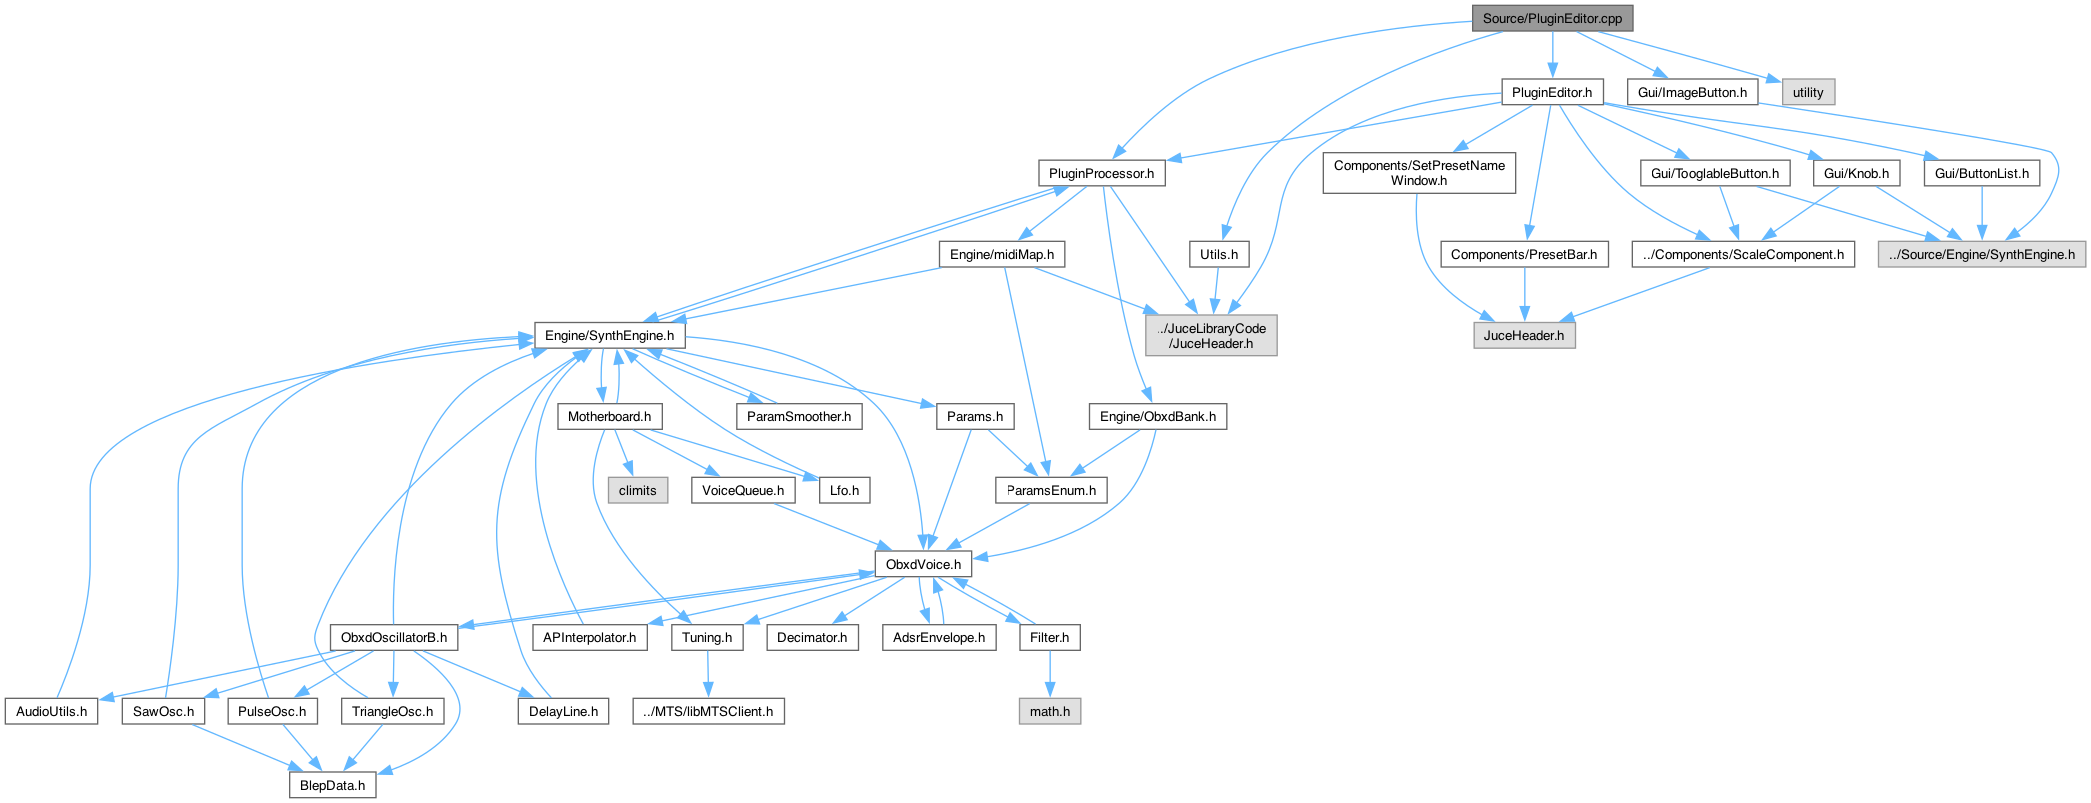 Source/PluginEditor.cpp
PluginEditor.h
Gui/ImageButton.h
utility
PluginProcessor.h
Components/SetPresetName
Window.h
Gui/TooglableButton.h
Gui/Knob.h
Gui/ButtonList.h
Engine/midiMap.h
Utils.h
Components/PresetBar.h
../Components/ScaleComponent.h
../Source/Engine/SynthEngine.h
Engine/SynthEngine.h
../JuceLibraryCode
/JuceHeader.h
JuceHeader.h
Motherboard.h
ParamSmoother.h
Params.h
Engine/ObxdBank.h
climits
VoiceQueue.h
Lfo.h
ParamsEnum.h
ObxdVoice.h
ObxdOscillatorB.h
APInterpolator.h
Tuning.h
Decimator.h
AdsrEnvelope.h
Filter.h
AudioUtils.h
SawOsc.h
PulseOsc.h
TriangleOsc.h
DelayLine.h
../MTS/libMTSClient.h
math.h
BlepData.h